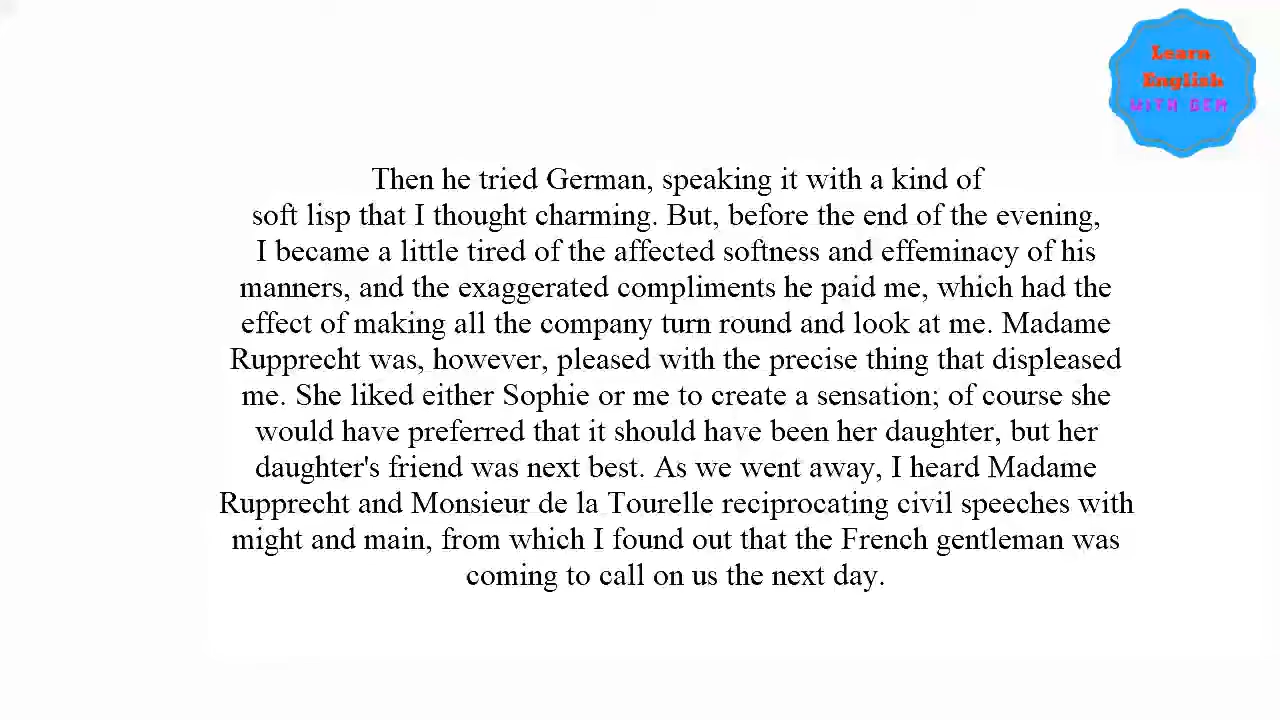 Learn
English
WITH BEM
Then he tried German, speaking it with a kind of
soft lisp that I thought charming. But, before the end of the evening,
I became a little tired of the affected softness and effeminacy of his
manners, and the exaggerated compliments he paid me, which had the
effect of making all the company turn round and look at me. Madame
Rupprecht was, however, pleased with the precise thing that displeased
me. She liked either Sophie or me to create a sensation; of course she
would have preferred that it should have been her daughter, but her
daughter's friend was next best. As we went away, I heard Madame
Rupprecht and Monsieur de la Tourelle reciprocating civil speeches with
might and main, from which I found out that the French gentleman was
coming to call on us the next day.